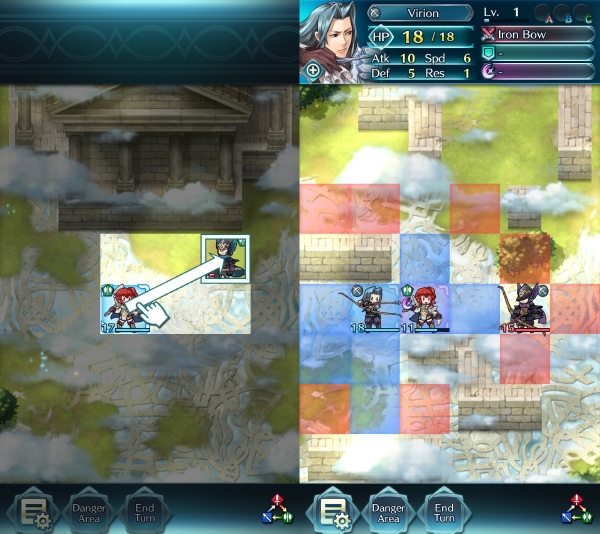 17
Danger
Area
End
Turn
Virion
Lv. 1
A B C
HP 18 / 18
Iron Bow
Atk 10 Spd 6
-
Def 5 Res 1
-
18
11
15
Danger
Area
End
Turn